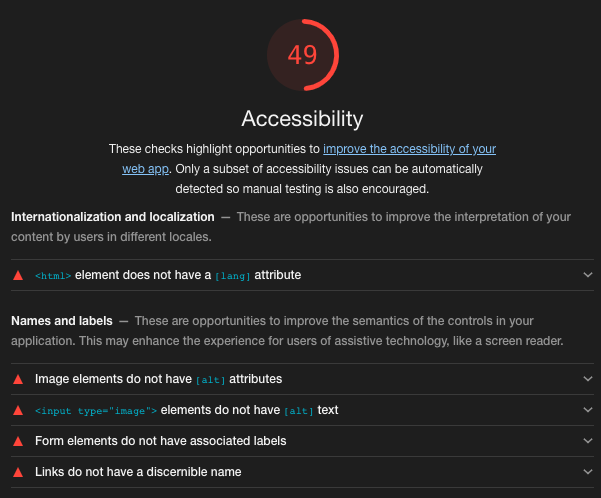 49
Accessibility
These checks highlight opportunities to improve the accessibility of your
web app. Only a subset of accessibility issues can be automatically
detected so manual testing is also encouraged.
Internationalization and localization — These are opportunities to improve the interpretation of your
content by users in different locales.
<html> element does not have a [lang] attribute
Names and labels — These are opportunities to improve the semantics of the controls in your
application. This may enhance the experience for users of assistive technology, like a screen reader.
Image elements do not have [alt] attributes
<input type="image"> elements do not have [alt] text
Form elements do not have associated labels
Links do not have a discernible name